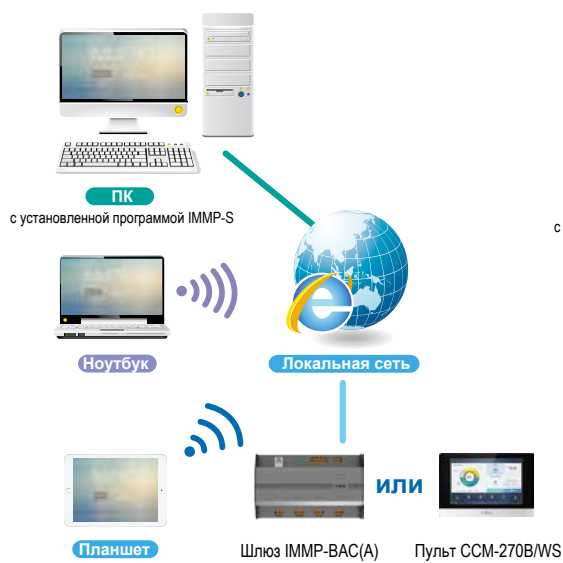 ПК
с установленной программой IMMP-S
с
Ноутбук
Локальная сеть
или
Планшет
Шлюз IMMP-BAC(A)
Пульт CCM-270B/WS